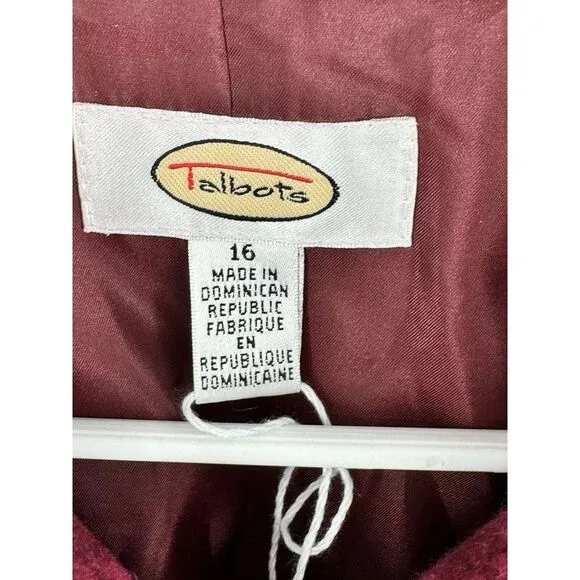 Talbots
16
MADE IN
DOMINICAN
REPUBLIC
FABRIQUE
EN
REPUBLIQUE
DOMINICAINE